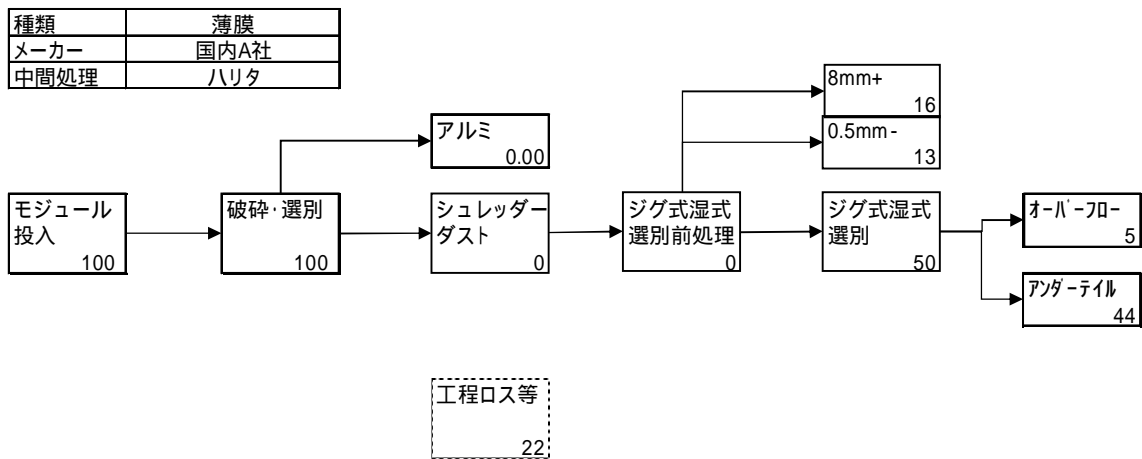 種類 薄膜
メーカー 国内A社
中間処理 ハリタ
8mm+
16
アルミ
0.00
0.5mm-
13
モジュール
投入
100
破砕・選別
100
シュレッダー
ダスト
0
ジグ式湿式
選別前処理
0
ジグ式湿式
選別
50
オーバーフロー
5
アンダーテイル
44
工程ロス等
22